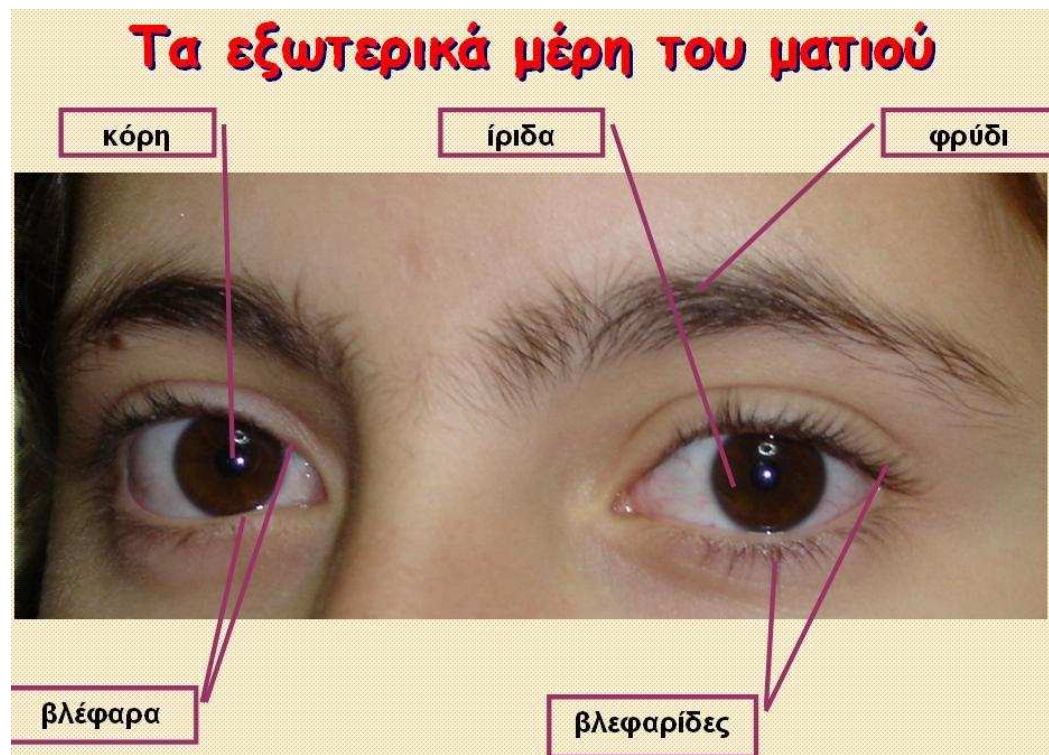 Τα εξωτερικά μέρη του ματιού
κόρη
ίριδα
φρύδι
βλέφαρα
βλεφαρίδες